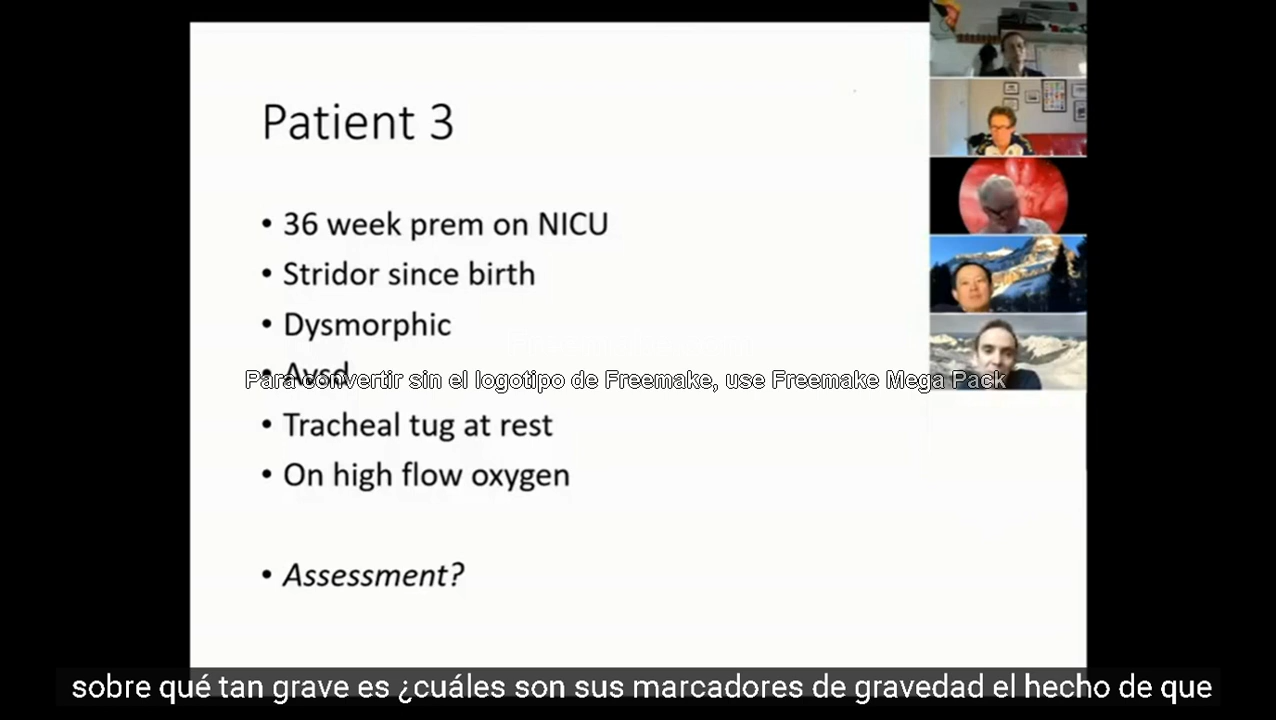 Patient 3
• 36 week prem on NICU
• Stridor since birth
• Dysmorphic
• Avsd
Para convertir sin el logotipo de Freemake, use Freemake Mega Pack
• Tracheal tug at rest
• On high flow oxygen
• Assessment?
sobre qué tan grave es ¿cuáles son sus marcadores de gravedad el hecho de que